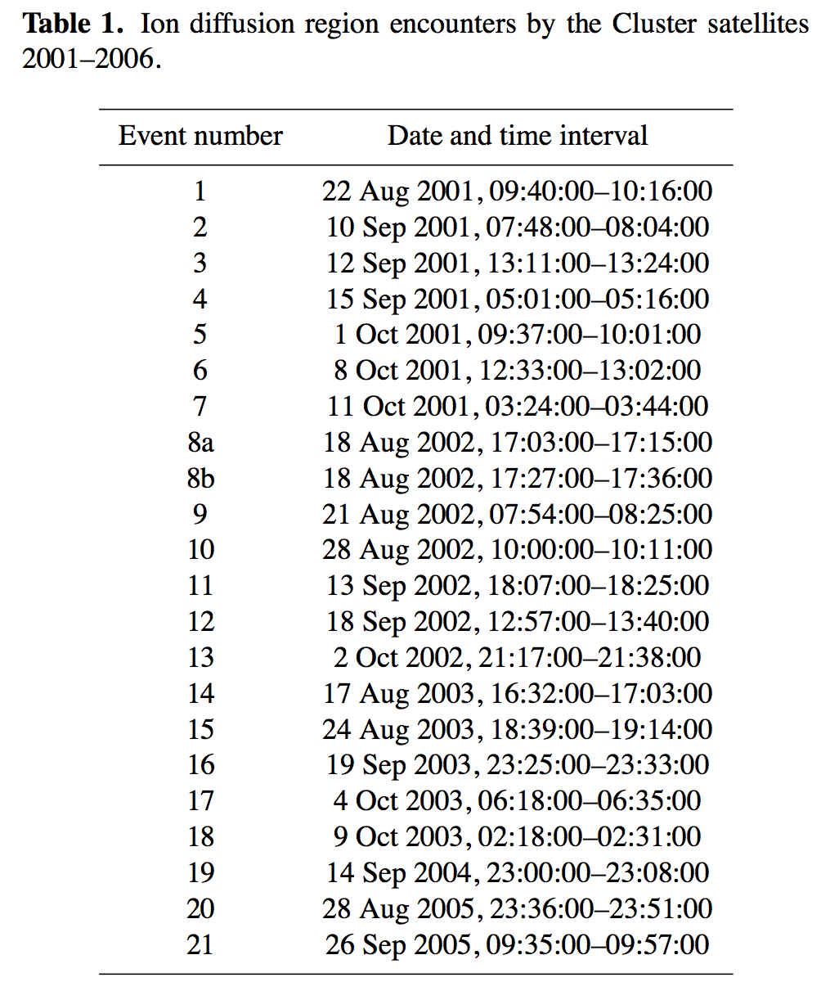 Table 1. Ion diffusion region encounters by the Cluster satellites
2001–2006.
Event number Date and time interval
1 22 Aug 2001, 09:40:00–10:16:00
2 10 Sep 2001, 07:48:00–08:04:00
3 12 Sep 2001, 13:11:00–13:24:00
4 15 Sep 2001, 05:01:00–05:16:00
5 1 Oct 2001, 09:37:00–10:01:00
6 8 Oct 2001, 12:33:00–13:02:00
7 11 Oct 2001, 03:24:00–03:44:00
8a 18 Aug 2002, 17:03:00–17:15:00
8b 18 Aug 2002, 17:27:00–17:36:00
9 21 Aug 2002, 07:54:00–08:25:00
10 28 Aug 2002, 10:00:00–10:11:00
11 13 Sep 2002, 18:07:00–18:25:00
12 18 Sep 2002, 12:57:00–13:40:00
13 2 Oct 2002, 21:17:00–21:38:00
14 17 Aug 2003, 16:32:00–17:03:00
15 24 Aug 2003, 18:39:00–19:14:00
16 19 Sep 2003, 23:25:00–23:33:00
17 4 Oct 2003, 06:18:00–06:35:00
18 9 Oct 2003, 02:18:00–02:31:00
19 14 Sep 2004, 23:00:00–23:08:00
20 28 Aug 2005, 23:36:00–23:51:00
21 26 Sep 2005, 09:35:00–09:57:00